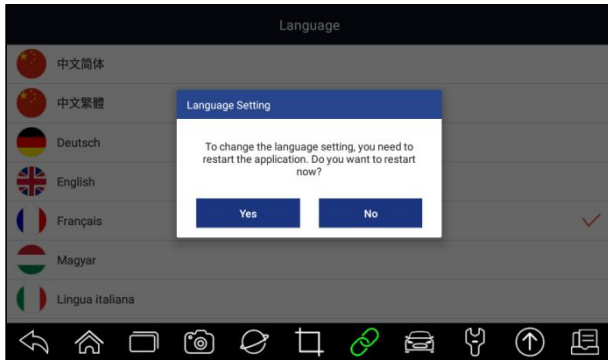 Language
中文简体
中文繁體
Language Setting
Deutsch
To change the language setting, you need to
restart the application. Do you want to restart
now?
English
Yes
No
Français
Magyar
Lingua italiana